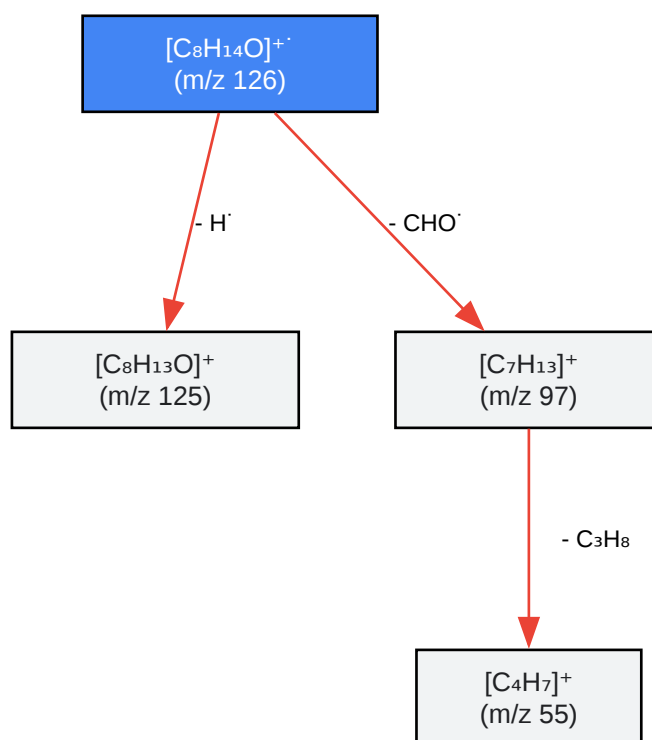 [C₈H₁₄O]⁺˙
(m/z 126)
- H˙
- CHO˙
[C₈H₁₃O]⁺
(m/z 125)
[C₇H₁₃]⁺
(m/z 97)
- C₃H₈
[C₄H₇]⁺
(m/z 55)